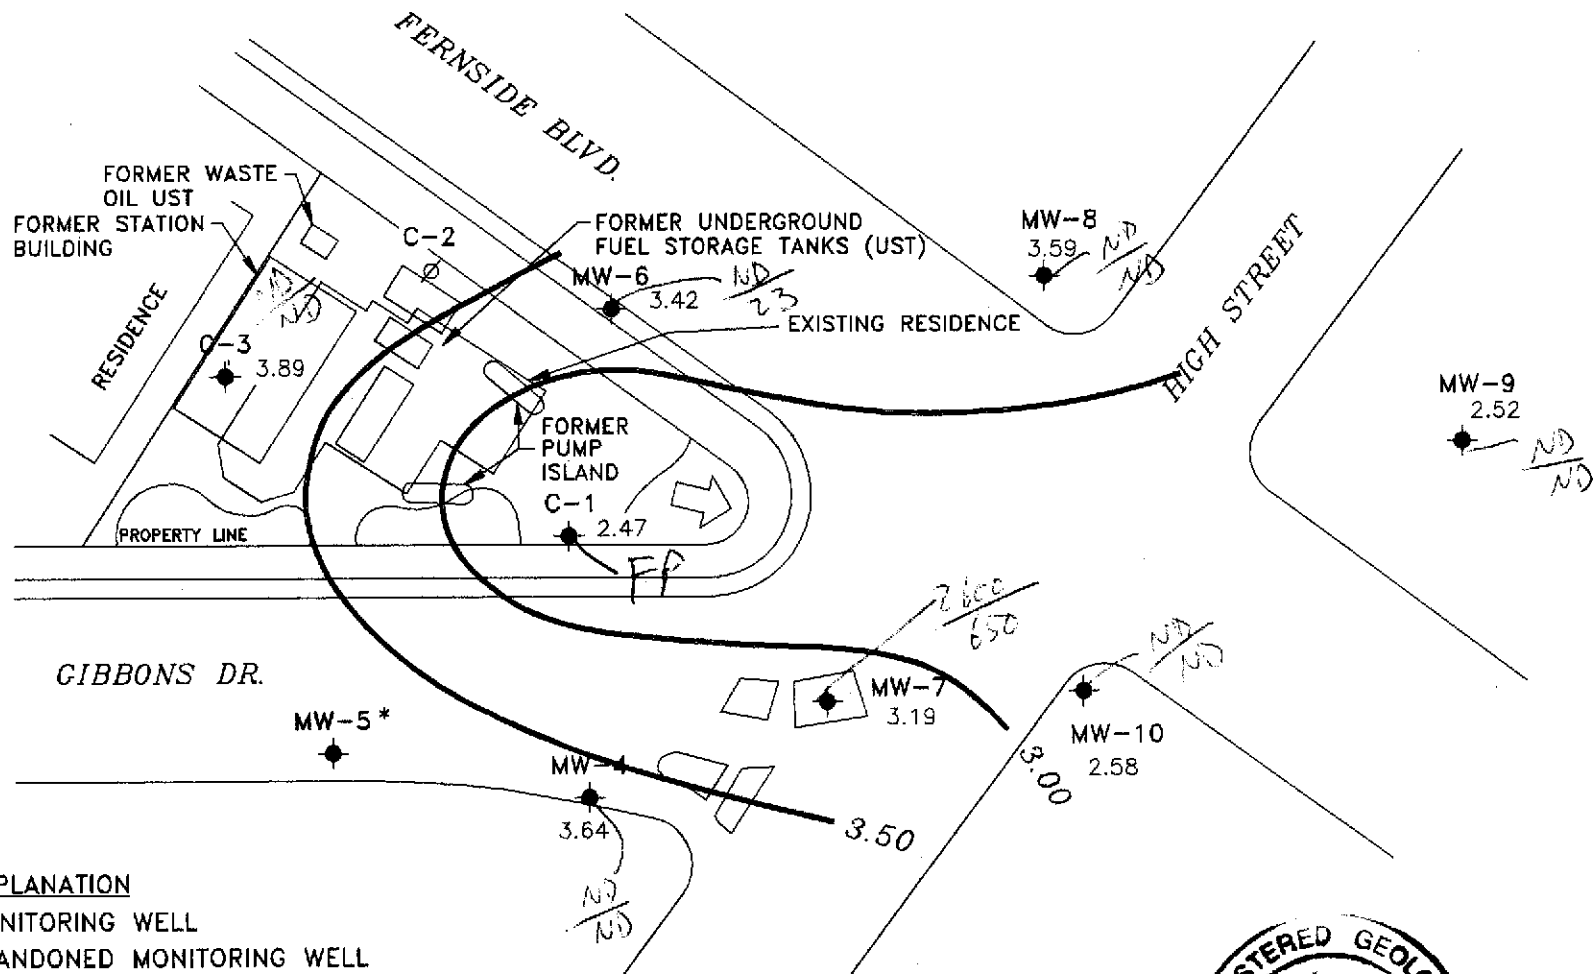 FERNSIDE BLVD.
FORMER WASTE
OIL UST
FORMER STATION
BUILDING
C-2
FORMER UNDERGROUND
FUEL STORAGE TANKS (UST)
MW-8
3.59
ND
ND
MW-6
3.42
ND
23
EXISTING RESIDENCE
HIGH STREET
RESIDENCE
ND
ND
C-3
3.89
MW-9
2.52
ND
ND
FORMER
PUMP
ISLAND
C-1
2.47
FP
PROPERTY LINE
2600
650
ND
ND
GIBBONS DR.
MW-7
3.19
MW-5*
MW-10
2.58
MW-4
3.64
3.00
3.50
ND
ND
PLANATION
NITORING WELL
ANDONED MONITORING WELL
STERED GEOLO